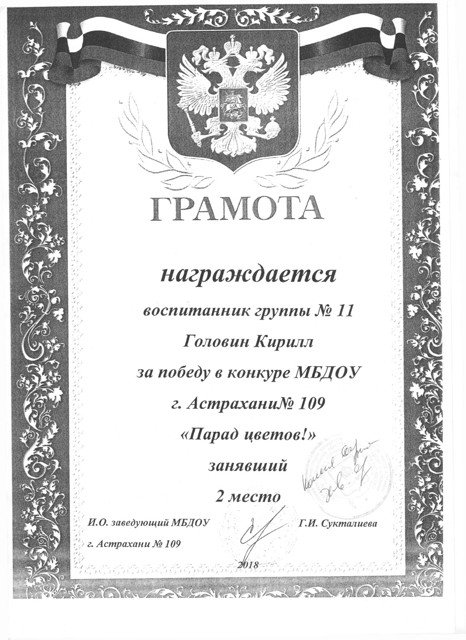 ГРАМОТА
награждается
воспитанник группы № 11
Головин Кирилл
за победу в конкуре МБДОУ
г. Астрахани№ 109
«Парад цветов!»
занявший
2 место
И.О. заведующий МБДОУ
г. Астрахани № 109
Г.И. Сукталиева
2018